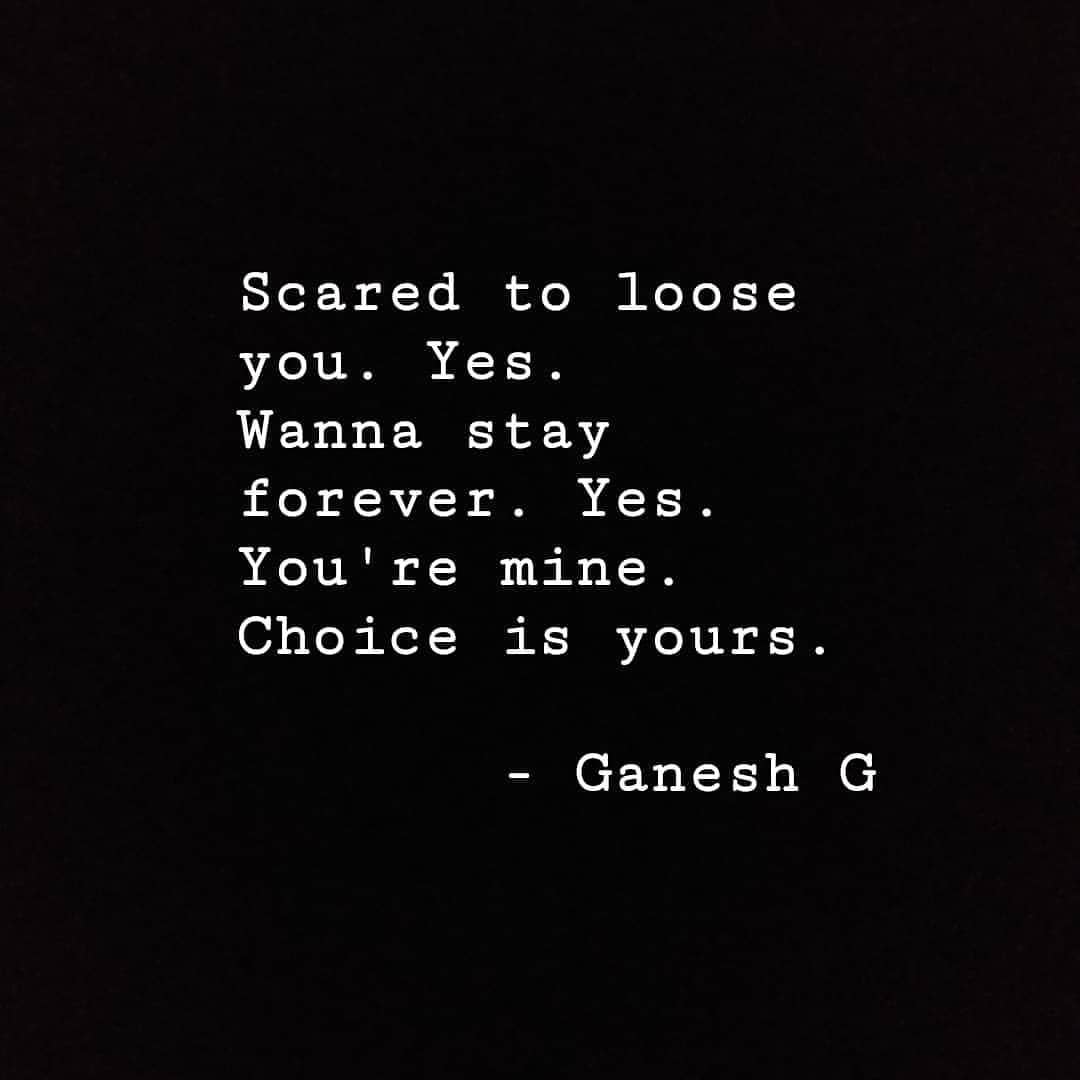 Scared to loose
you. Yes.
Wanna stay
forever. Yes.
You're mine.
Choice is yours.
- Ganesh G